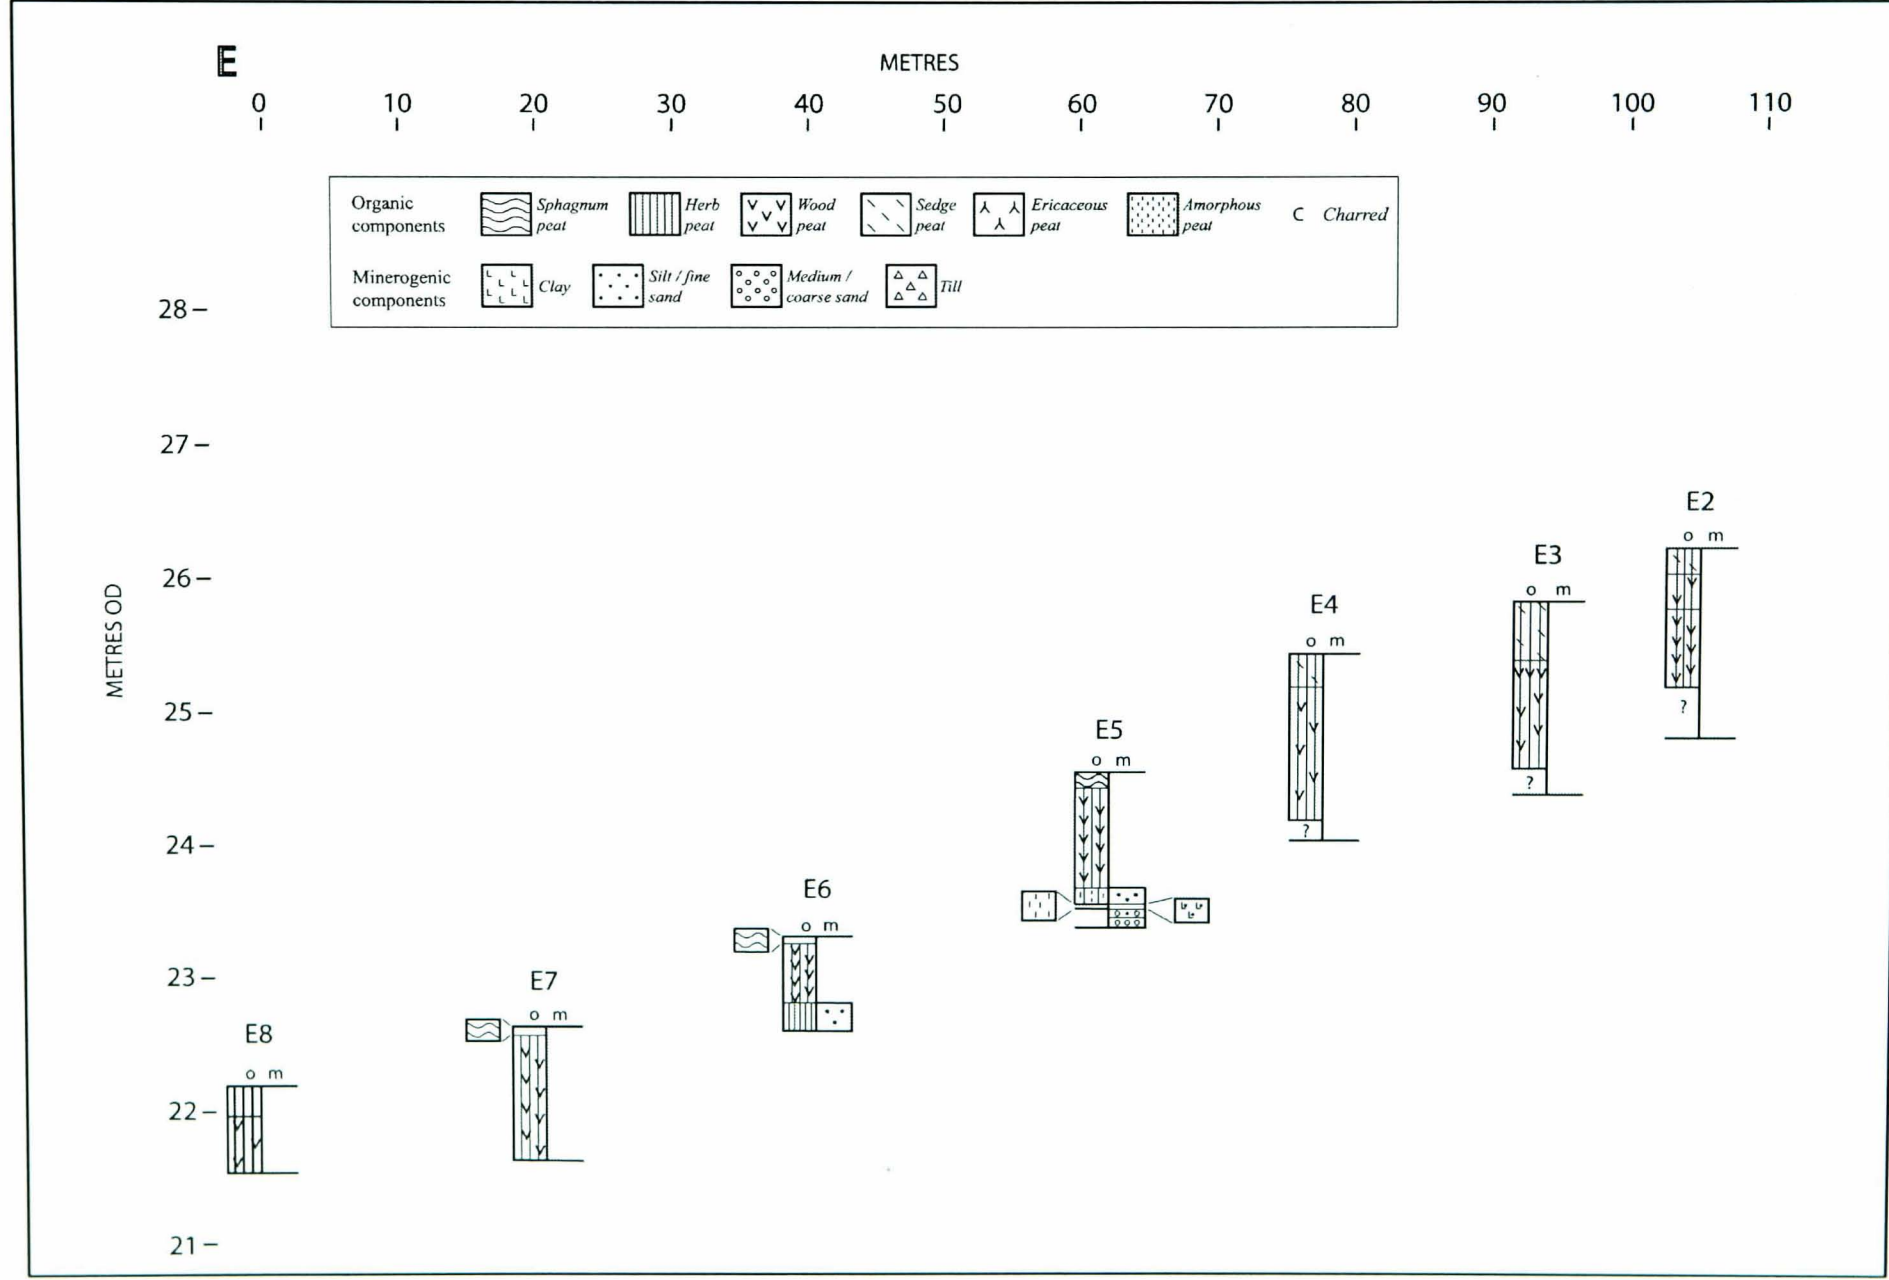 E
METRES
0 10 20 30 40 50 60 70 80 90 100 110
Organic components
Sphagnum peat
Herb peat
Wood peat
Sedge peat
Ericaceous peat
Amorphous peat
C Charred
Minerogenic components
Clay
Silt / fine sand
Medium / coarse sand
Till
METRES OD
28
27
26
25
24
23
22
21
E8
o m
E7
o m
E6
o m
E5
o m
E4
o m
?
E3
o m
?
E2
o m
?